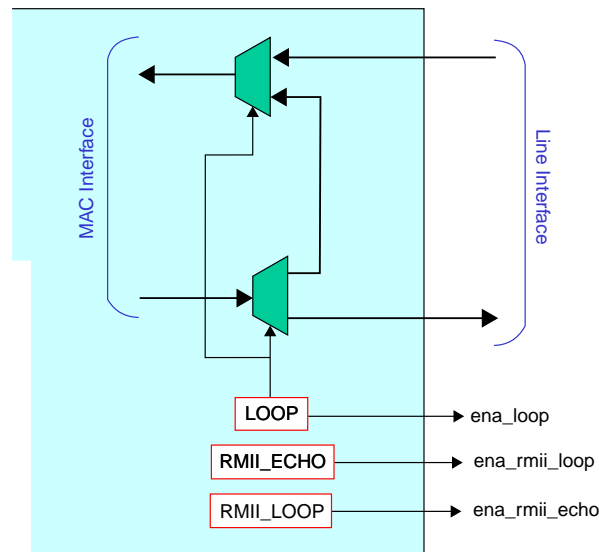 MAC Interface
Line Interface
LOOP
ena_loop
RMII_ECHO
ena_rmii_loop
RMII_LOOP
ena_rmii_echo